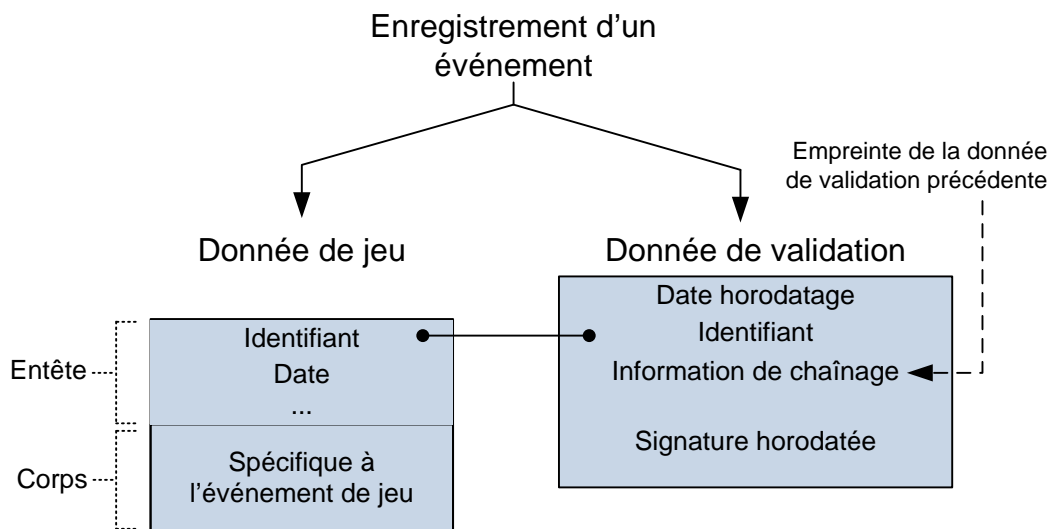 Enregistrement d'un
événement
Empreinte de la donnée
de validation précédente
Donnée de jeu
Donnée de validation
Entête
Identifiant
Date
...
Corps
Spécifique à
l'événement de jeu
Date horodatage
Identifiant
Information de chaînage
Signature horodatée